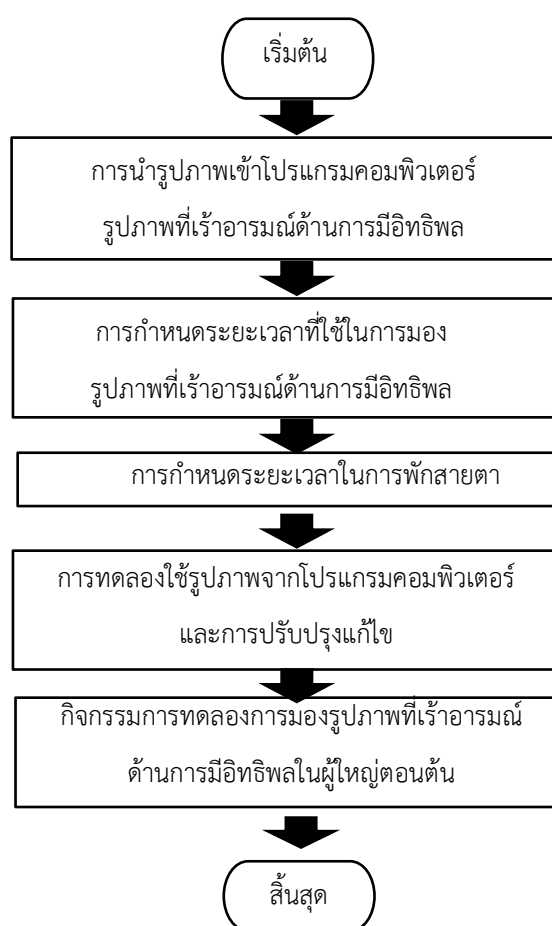 เริ่มต้น
การนำรูปภาพเข้าโปรแกรมคอมพิวเตอร์
รูปภาพที่เร้าอารมณ์ด้านการมีอิทธิพล
การกำหนดระยะเวลาที่ใช้ในการมอง
รูปภาพที่เร้าอารมณ์ด้านการมีอิทธิพล
การกำหนดระยะเวลาในการพักสายตา
การทดลองใช้รูปภาพจากโปรแกรมคอมพิวเตอร์
และการปรับปรุงแก้ไข
กิจกรรมการทดลองการมองรูปภาพที่เร้าอารมณ์
ด้านการมีอิทธิพลในผู้ใหญ่ตอนต้น
สิ้นสุด